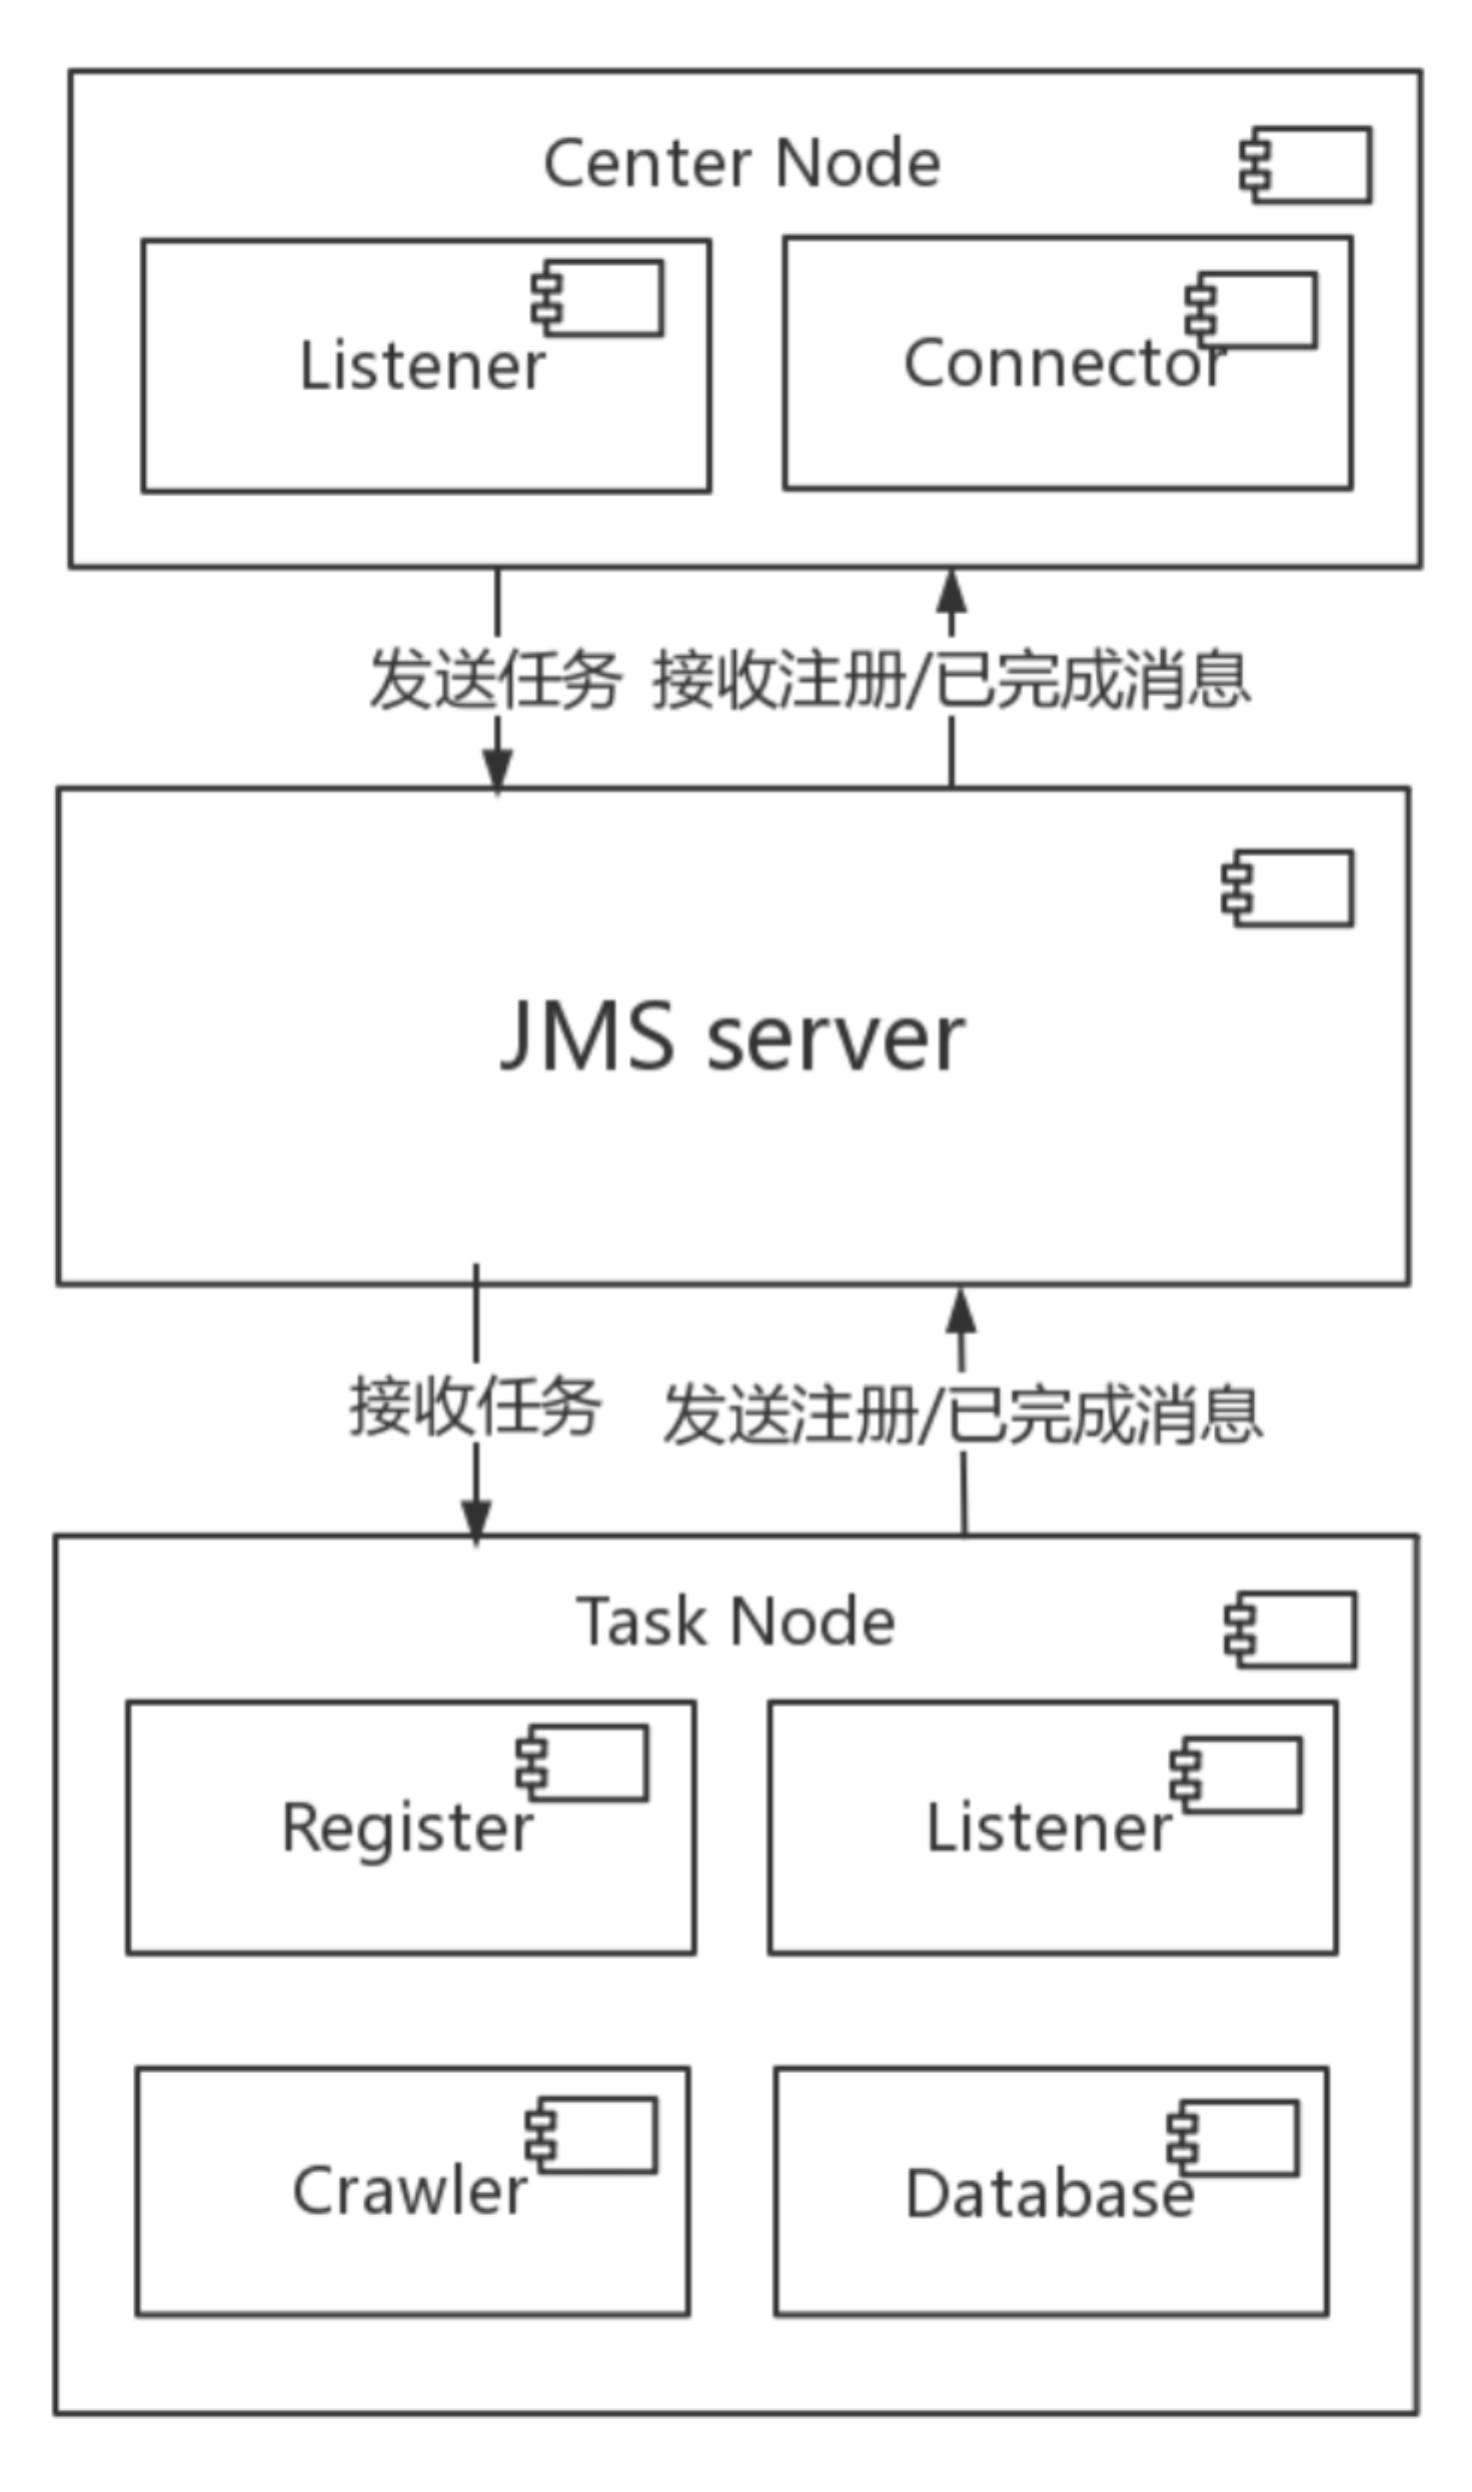 Center Node
Listener
Connector
发送任务
接收注册/已完成消息
JMS server
接收任务
发送注册/已完成消息
Task Node
Register
Listener
Crawler
Database